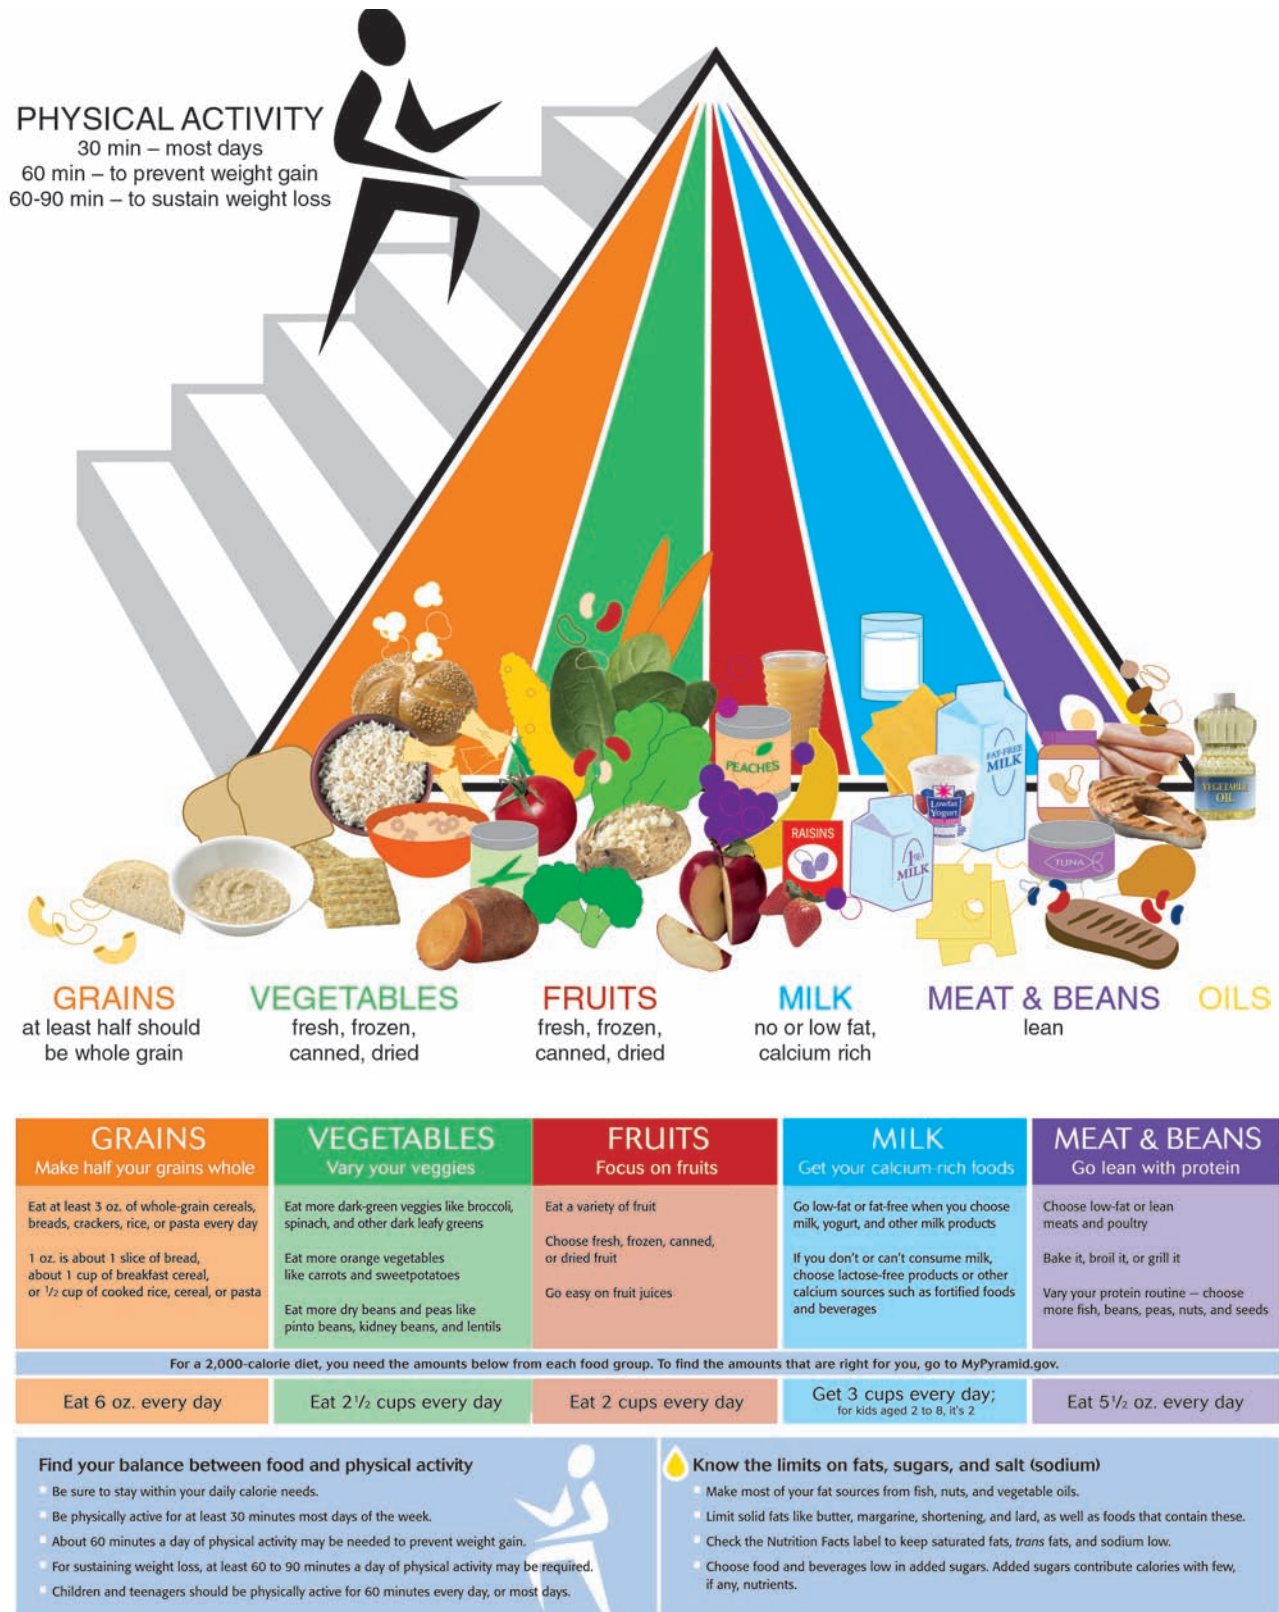 PHYSICAL ACTIVITY
30 min – most days
60 min – to prevent weight gain
60-90 min – to sustain weight loss
PEACHES
FAT-FREE
MILK
Lowfat
Yogurt
VEGETABLE
OIL
RAISINS
1%
MILK
TUNA
GRAINS
at least half should
be whole grain
VEGETABLES
fresh, frozen,
canned, dried
FRUITS
fresh, frozen,
canned, dried
MILK
no or low fat,
calcium rich
MEAT & BEANS
lean
OILS
GRAINS
Make half your grains whole
Eat at least 3 oz. of whole-grain cereals,
breads, crackers, rice, or pasta every day
1 oz. is about 1 slice of bread,
about 1 cup of breakfast cereal,
or 1/2 cup of cooked rice, cereal, or pasta
VEGETABLES
Vary your veggies
Eat more dark-green veggies like broccoli,
spinach, and other dark leafy greens
Eat more orange vegetables
like carrots and sweetpotatoes
Eat more dry beans and peas like
pinto beans, kidney beans, and lentils
FRUITS
Focus on fruits
Eat a variety of fruit
Choose fresh, frozen, canned,
or dried fruit
Go easy on fruit juices
MILK
Get your calcium-rich foods
Go low-fat or fat-free when you choose
milk, yogurt, and other milk products
If you don't or can't consume milk,
choose lactose-free products or other
calcium sources such as fortified foods
and beverages
MEAT & BEANS
Go lean with protein
Choose low-fat or lean
meats and poultry
Bake it, broil it, or grill it
Vary your protein routine – choose
more fish, beans, peas, nuts, and seeds
For a 2,000-calorie diet, you need the amounts below from each food group. To find the amounts that are right for you, go to MyPyramid.gov.
Eat 6 oz. every day
Eat 2 1/2 cups every day
Eat 2 cups every day
Get 3 cups every day;
for kids aged 2 to 8, it's 2
Eat 5 1/2 oz. every day
Find your balance between food and physical activity
Be sure to stay within your daily calorie needs.
Be physically active for at least 30 minutes most days of the week.
About 60 minutes a day of physical activity may be needed to prevent weight gain.
For sustaining weight loss, at least 60 to 90 minutes a day of physical activity may be required.
Children and teenagers should be physically active for 60 minutes every day, or most days.
Know the limits on fats, sugars, and salt (sodium)
Make most of your fat sources from fish, nuts, and vegetable oils.
Limit solid fats like butter, margarine, shortening, and lard, as well as foods that contain these.
Check the Nutrition Facts label to keep saturated fats, trans fats, and sodium low.
Choose food and beverages low in added sugars. Added sugars contribute calories with few,
if any, nutrients.